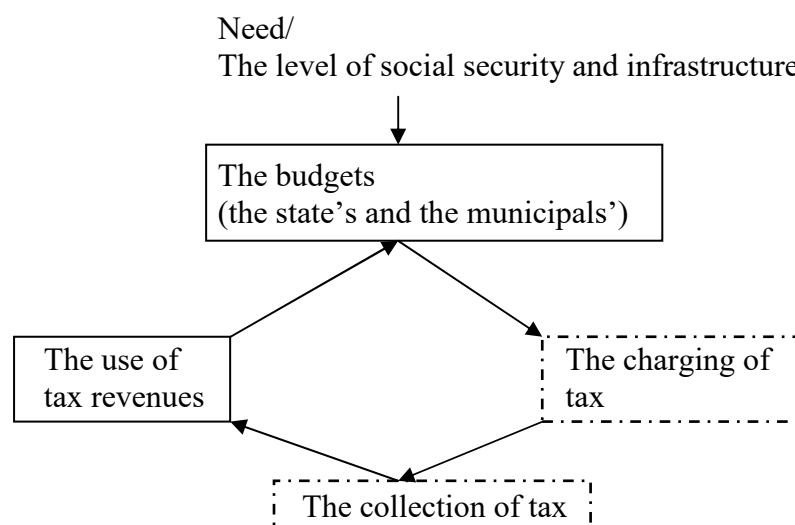 Need/
The level of social security and infrastructure
The budgets
(the state's and the municipals’)
The use of
tax revenues
The charging of
tax
The collection of tax